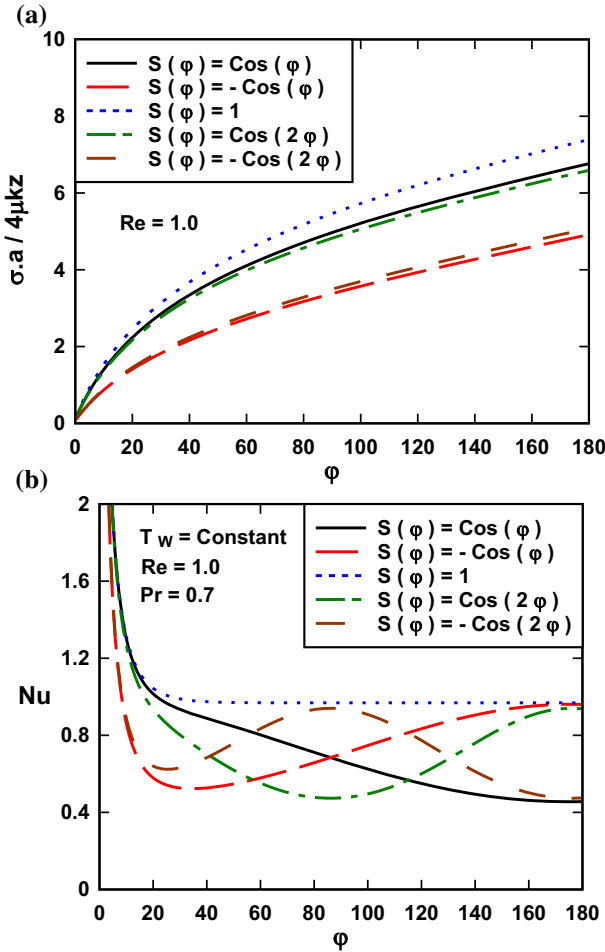 (a)
10
8
6
4
2
0
σ.a / 4μkz
S ( φ ) = Cos ( φ )
S ( φ ) = - Cos ( φ )
S ( φ ) = 1
S ( φ ) = Cos ( 2 φ )
S ( φ ) = - Cos ( 2 φ )
Re = 1.0
0 20 40 60 80 100 120 140 160 180
φ
(b)
2
1.6
1.2
0.8
0.4
0
Nu
T W = Constant
Re = 1.0
Pr = 0.7
S ( φ ) = Cos ( φ )
S ( φ ) = - Cos ( φ )
S ( φ ) = 1
S ( φ ) = Cos ( 2 φ )
S ( φ ) = - Cos ( 2 φ )
0 20 40 60 80 100 120 140 160 180
φ